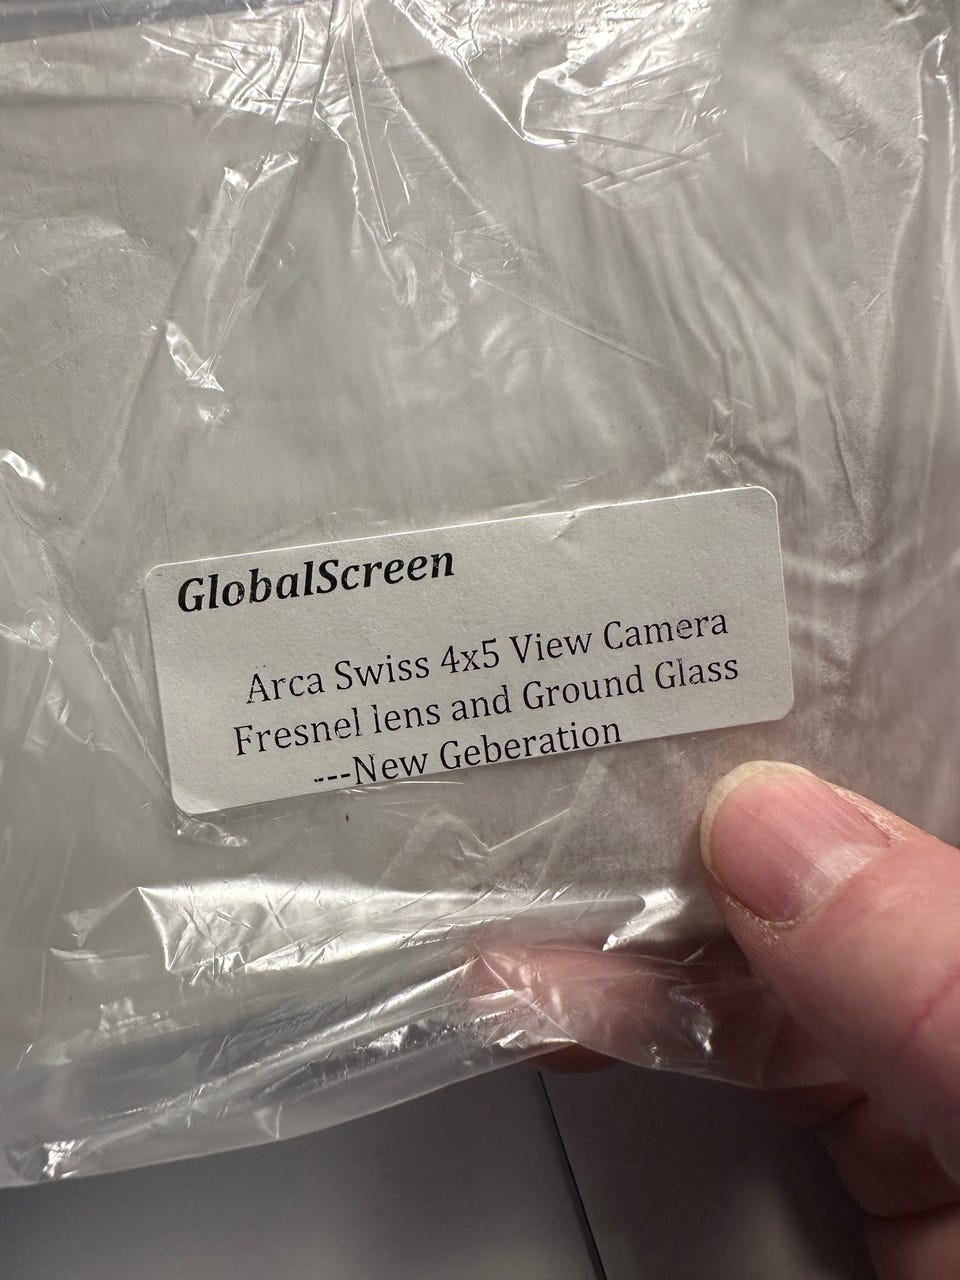 GlobalScreen
Arca Swiss 4x5 View Camera
Fresnel lens and Ground Glass
---New Geberation